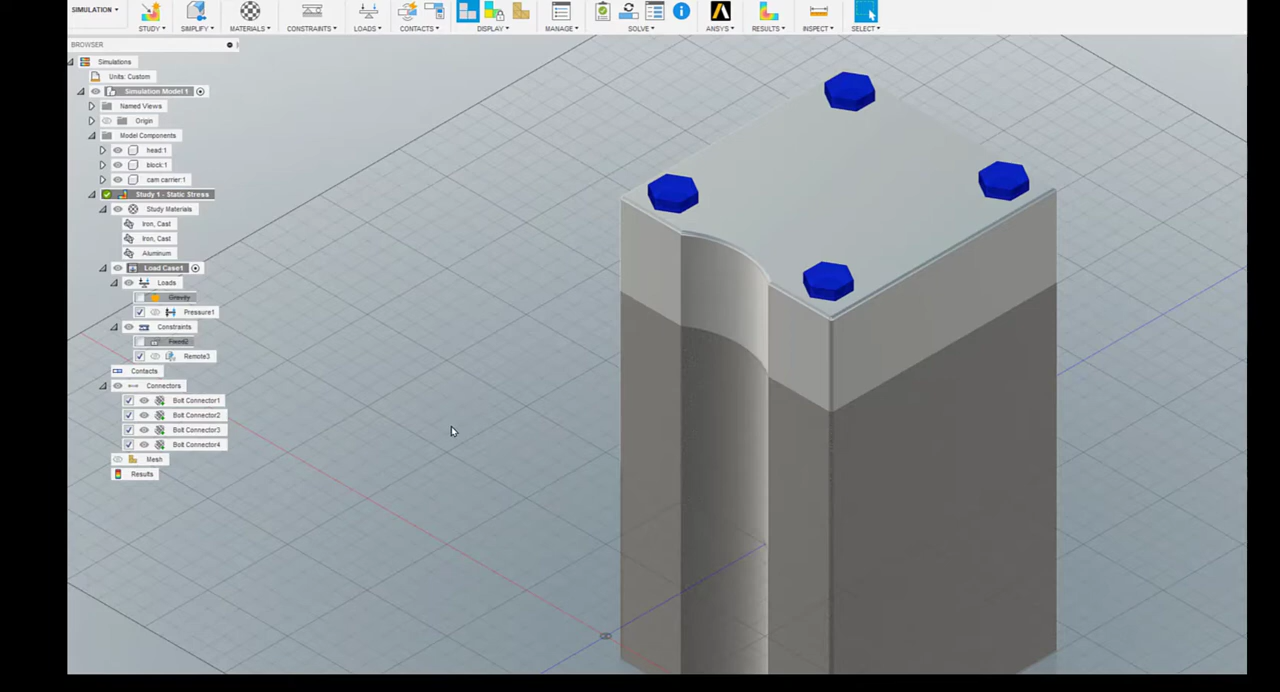 SIMULATION
STUDY SIMPLIFY MATERIALS CONSTRAINTS LOADS CONTACTS DISPLAY MANAGE SOLVE ANSYS RESULTS INSPECT SELECT
BROWSER
Simulations
Units: Custom
Simulation Model 1
Named Views
Origin
Model Components
head:1
block:1
cam carrier:1
Study 1 - Static Stress
Study Materials
Iron, Cast
Iron, Cast
Aluminum
Load Case1
Loads
Gravity
Pressure1
Constraints
Fixed2
Remote3
Contacts
Connectors
Bolt Connector1
Bolt Connector2
Bolt Connector3
Bolt Connector4
Mesh
Results